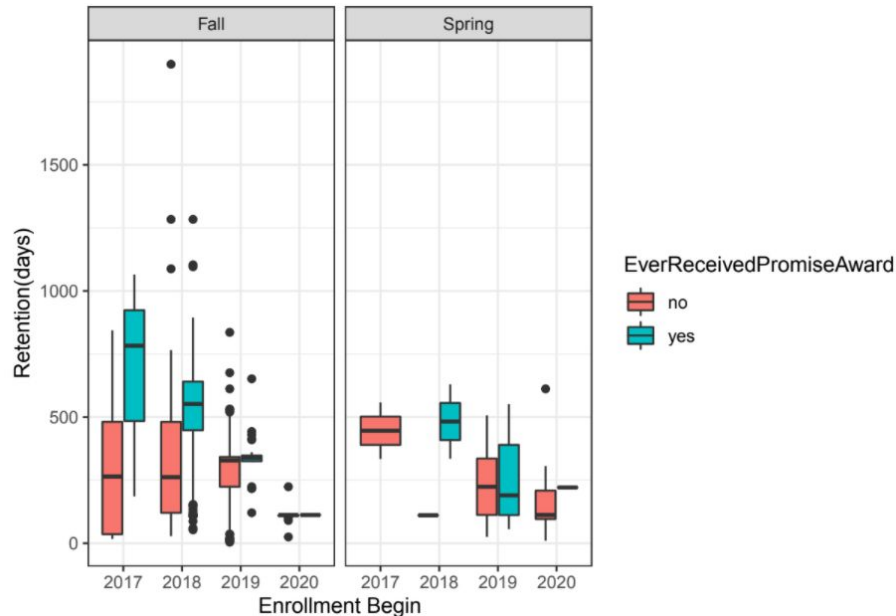 Fall Spring
1500
1000
500
0
Retention(days)
2017 2018 2019 2020 2017 2018 2019 2020
Enrollment Begin
EverReceivedPromiseAward
no
yes